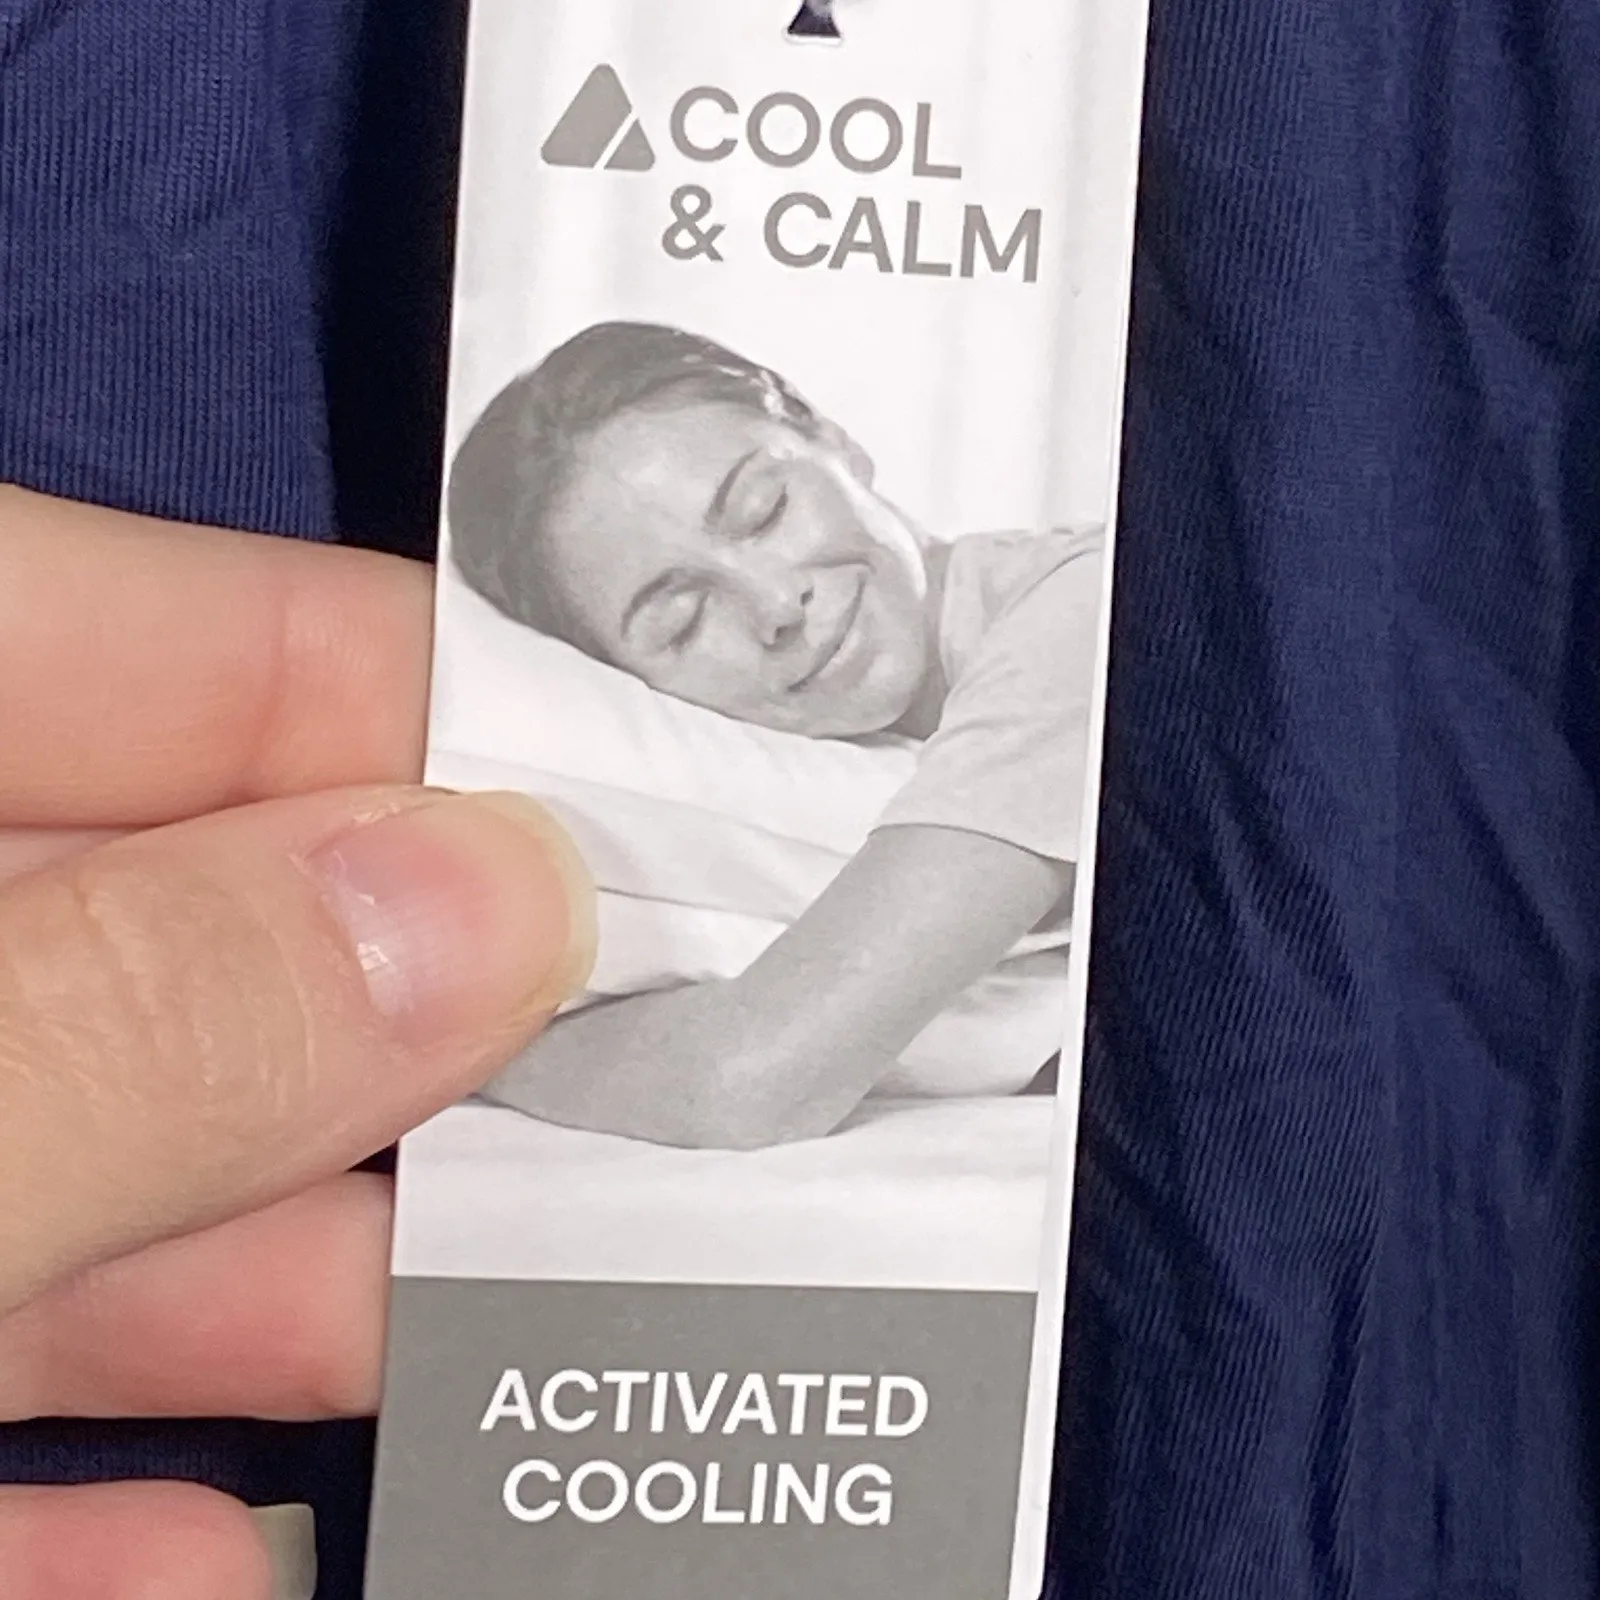 COOL
& CALM
ACTIVATED
COOLING